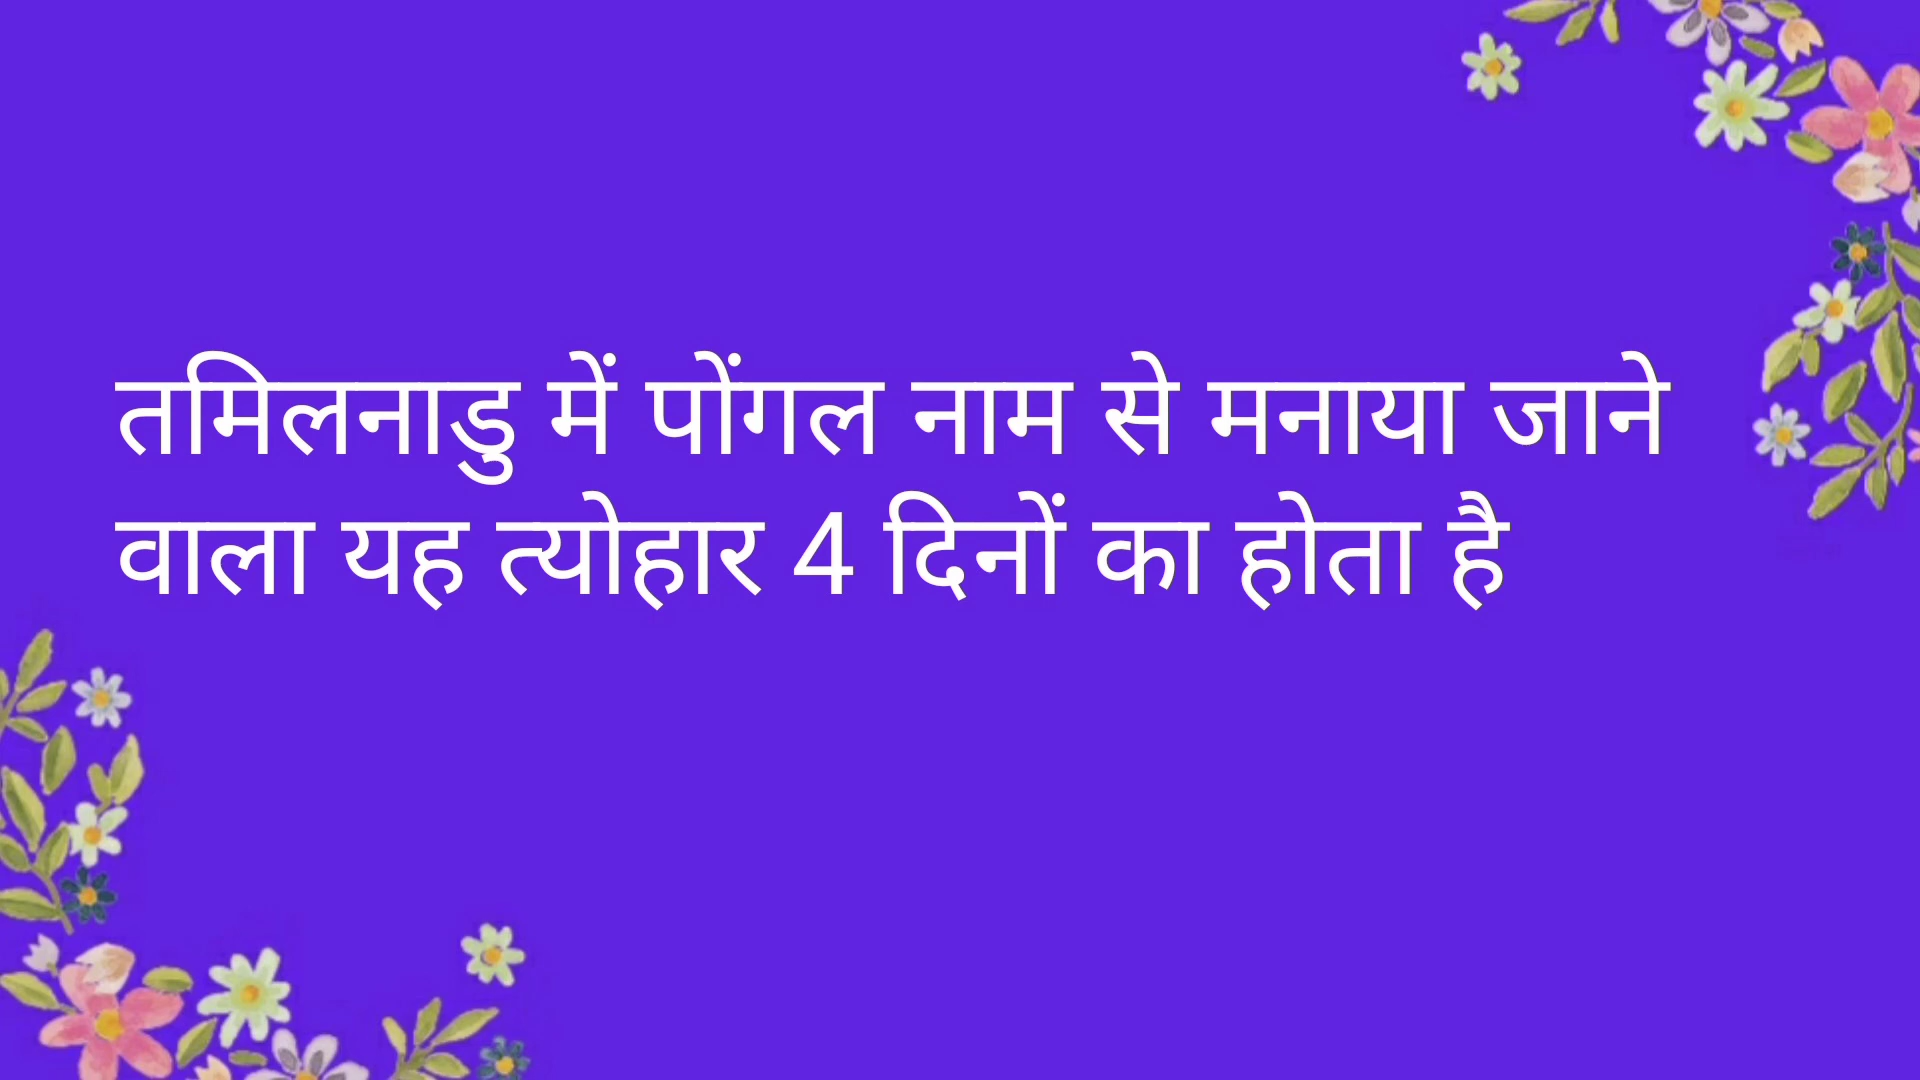 तमिलनाडु में पोंगल नाम से मनाया जाने
वाला यह त्योहार 4 दिनों का होता है